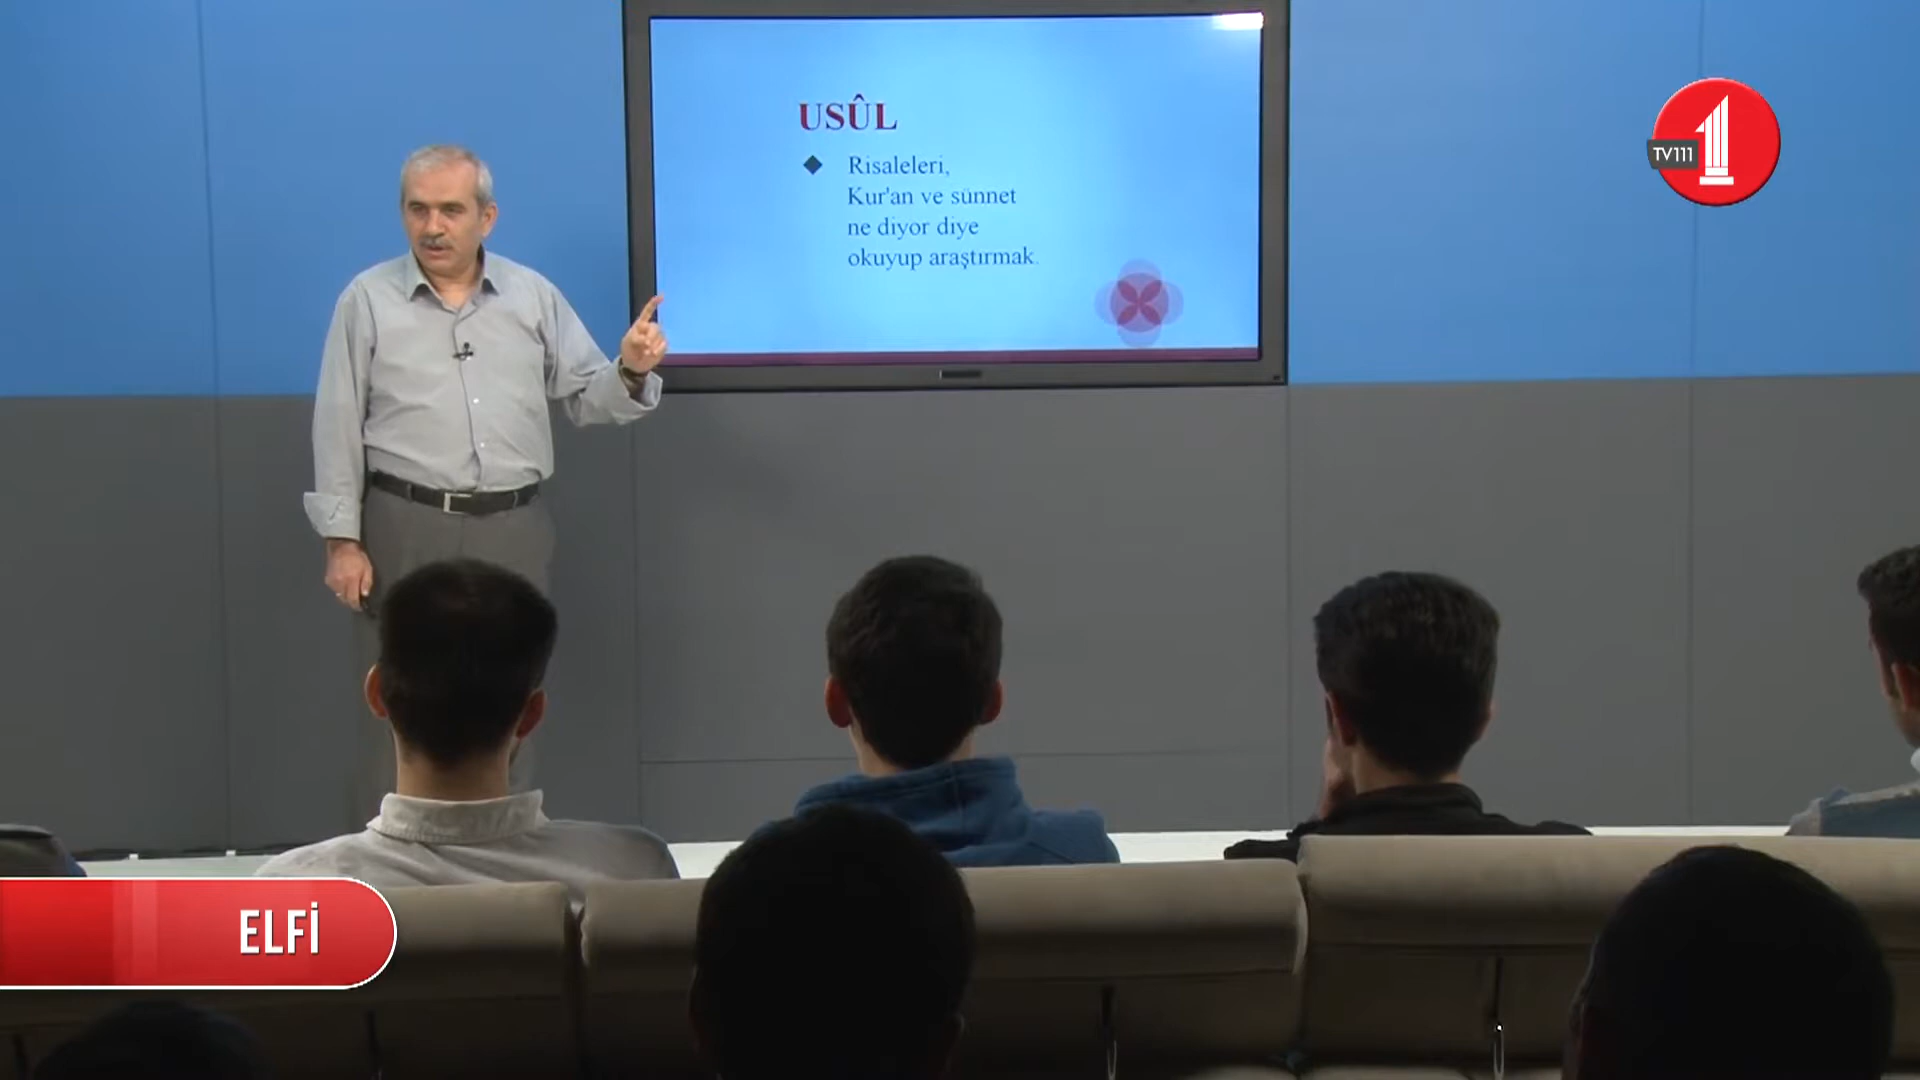 USÛL
Risaleleri,
Kur'an ve sünnet
ne diyor diye
okuyup araştırmak.
TV111
ELFİ